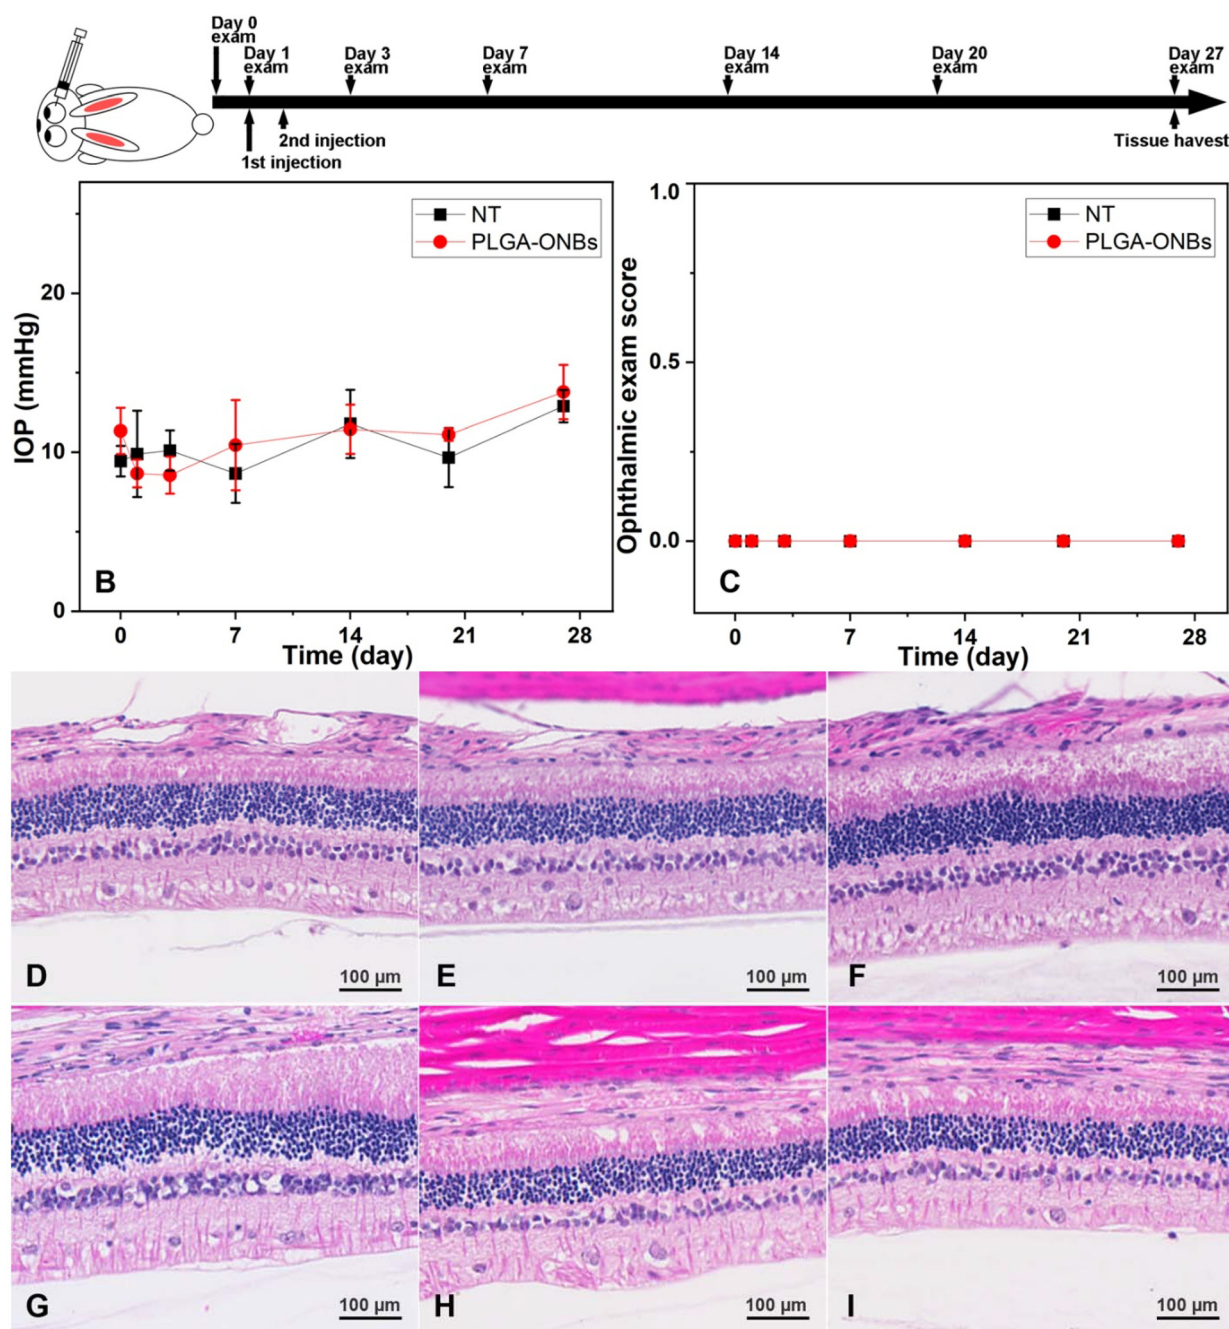 Day 0
exam
Day 1
exam
Day 3
exam
Day 7
exam
Day 14
exam
Day 20
exam
Day 27
exam
2nd injection
1st injection
Tissue havest
NT
PLGA-ONBs
IOP (mmHg)
20
10
0
B
0 7 14 21 28
Time (day)
NT
PLGA-ONBs
Ophthalmic exam score
1.0
0.5
0.0
C
0 7 14 21 28
Time (day)
D 100 µm
E 100 µm
F 100 µm
G 100 µm
H 100 µm
I 100 µm